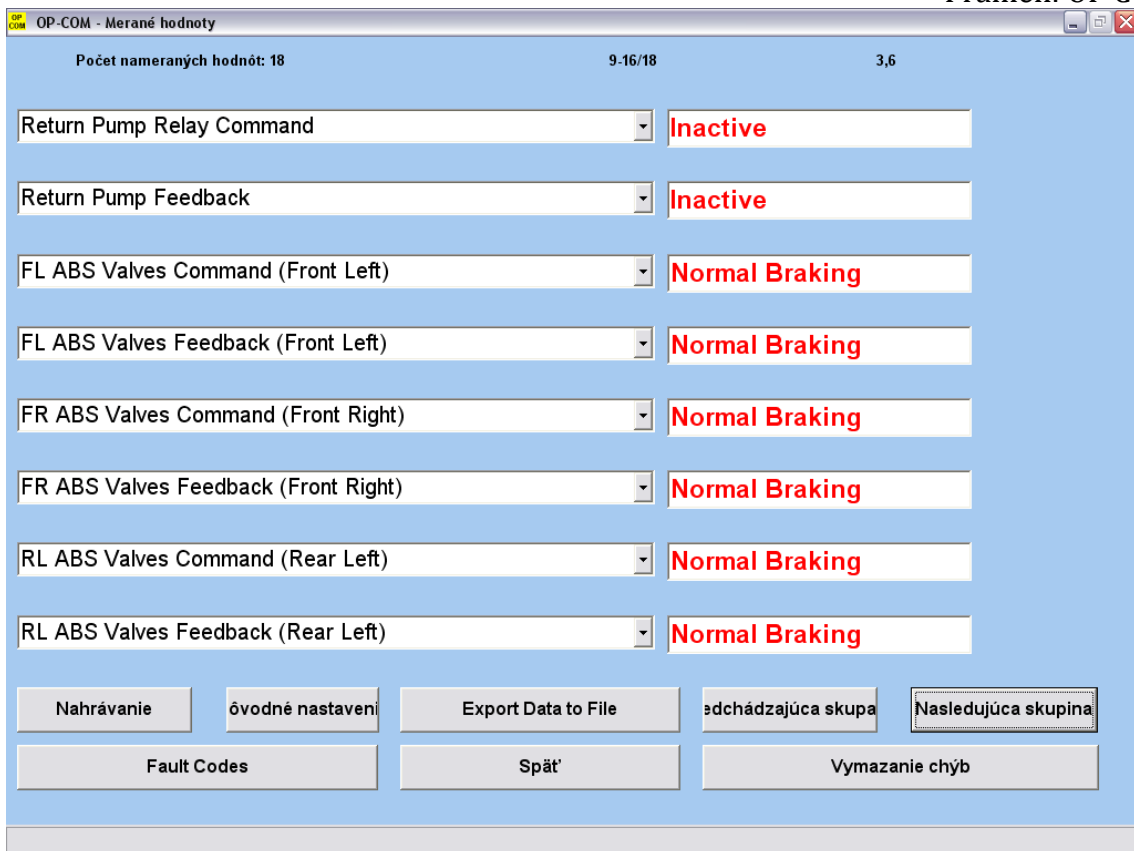 OP COM OP-COM - Merané hodnoty
Počet nameraných hodnôt: 18 9-16/18 3,6
Return Pump Relay Command Inactive
Return Pump Feedback Inactive
FL ABS Valves Command (Front Left) Normal Braking
FL ABS Valves Feedback (Front Left) Normal Braking
FR ABS Valves Command (Front Right) Normal Braking
FR ABS Valves Feedback (Front Right) Normal Braking
RL ABS Valves Command (Rear Left) Normal Braking
RL ABS Valves Feedback (Rear Left) Normal Braking
Nahrávanie ôvodné nastaveni Export Data to File edchádzajúca skupa Nasledujúca skupina
Fault Codes Späť Vymazanie chýb